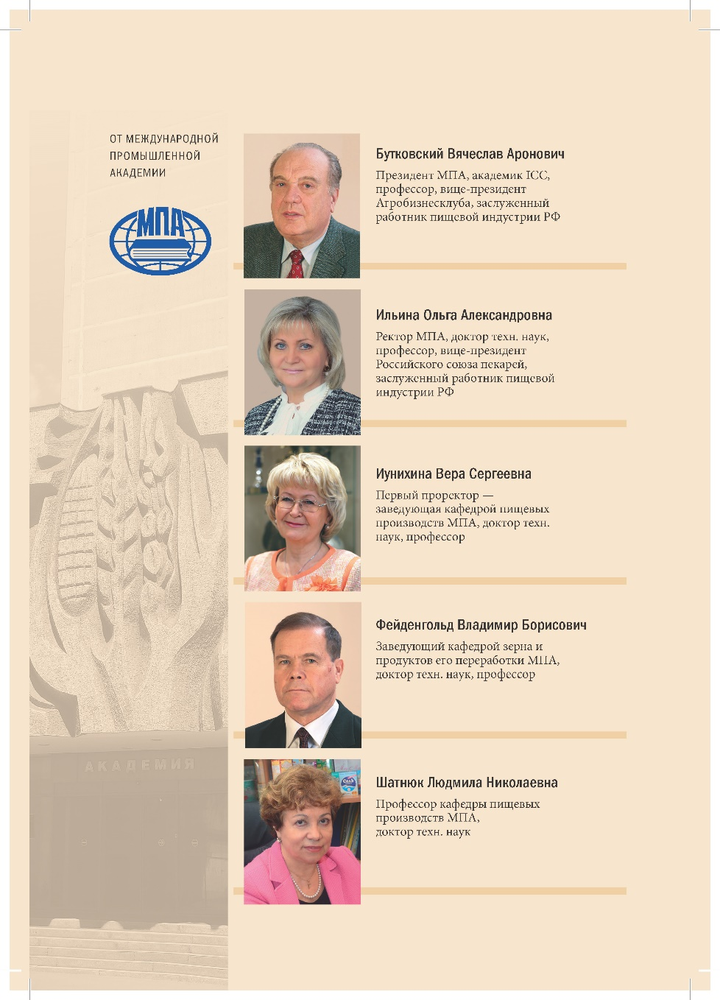 ОТ МЕЖДУНАРОДНОЙ
ПРОМЫШЛЕННОЙ
АКАДЕМИИ
МПА
Бутковский Вячеслав Аронович
Президент МПА, академик ICC,
профессор, вице-президент
Агробизнесклуба, заслуженный
работник пищевой индустрии РФ
Ильина Ольга Александровна
Ректор МПА, доктор техн. наук,
профессор, вице-президент
Российского союза пекарей,
заслуженный работник пищевой
индустрии РФ
Иунихина Вера Сергеевна
Первый проректор —
заведующая кафедрой пищевых
производств МПА, доктор техн.
наук, профессор
Фейденгольд Владимир Борисович
Заведующий кафедрой зерна и
продуктов его переработки МПА,
доктор техн. наук, профессор
АКАДЕМИЯ
Соль
Шатнюк Людмила Николаевна
Профессор кафедры пищевых
производств МПА,
доктор техн. наук